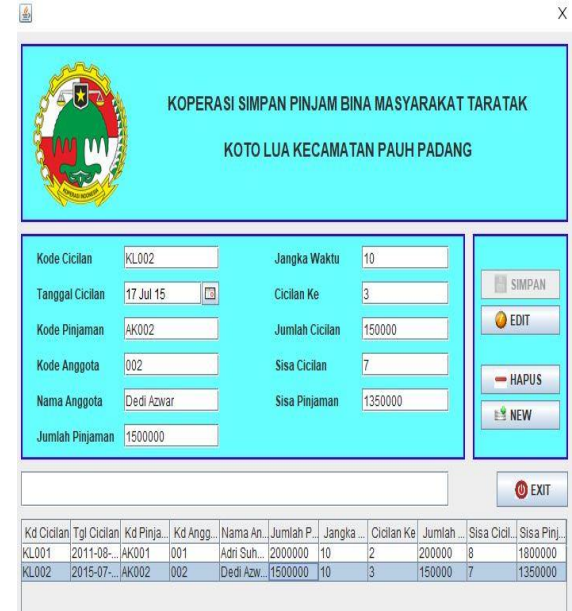 X
KOPERASI SIMPAN PINJAM BINA MASYARAKAT TARATAK
KOTO LUA KECAMATAN PAUH PADANG
KOPERASI INDONESIA
Kode Cicilan KL002 Jangka Waktu 10
Tanggal Cicilan 17 Jul 15 Cicilan Ke 3
Kode Pinjaman AK002 Jumlah Cicilan 150000
Kode Anggota 002 Sisa Cicilan 7
Nama Anggota Dedi Azwar Sisa Pinjaman 1350000
Jumlah Pinjaman 1500000
SIMPAN
EDIT
HAPUS
NEW
EXIT
Kd Cicilan Tgl Cicilan Kd Pinja... Kd Angg... Nama An... Jumlah P... Jangka ... Cicilan Ke Jumlah ... Sisa Cicil... Sisa Pinj...
KL001 2011-08-... AK001 001 Adri Suh... 2000000 10 2 200000 8 1800000
KL002 2015-07-... AK002 002 Dedi Azw... 1500000 10 3 150000 7 1350000